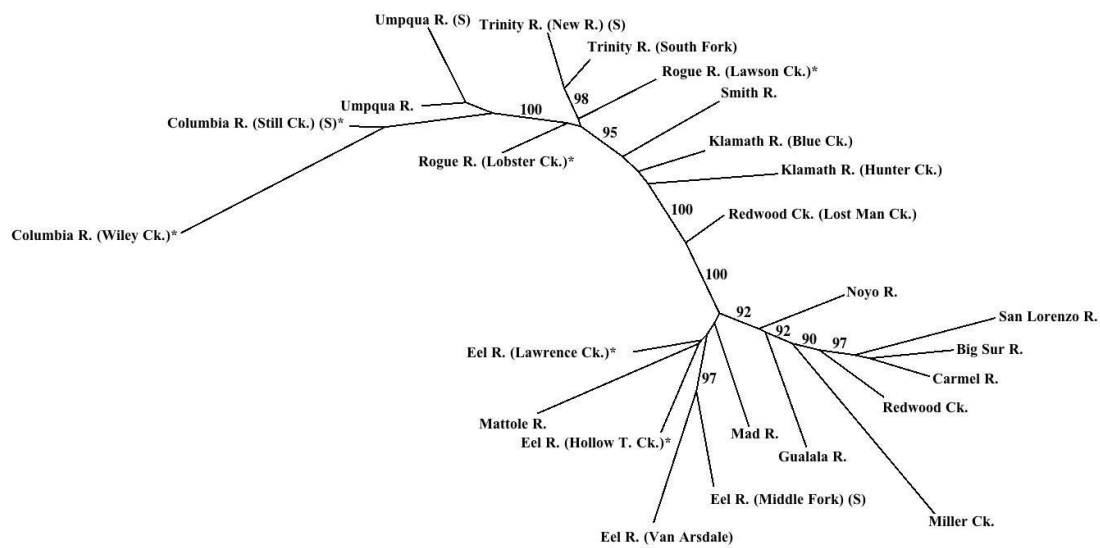 Umpqua R. (S)
Trinity R. (New R.) (S)
Trinity R. (South Fork)
Rogue R. (Lawson Ck.)*
Smith R.
98
Umpqua R.
100
Columbia R. (Still Ck.) (S)*
95
Klamath R. (Blue Ck.)
Rogue R. (Lobster Ck.)*
Klamath R. (Hunter Ck.)
100
Redwood Ck. (Lost Man Ck.)
Columbia R. (Wiley Ck.)*
100
Noyo R.
92
San Lorenzo R.
92
90
97
Eel R. (Lawrence Ck.)*
Big Sur R.
97
Carmel R.
Redwood Ck.
Mattole R.
Mad R.
Eel R. (Hollow T. Ck.)*
Gualala R.
Eel R. (Middle Fork) (S)
Miller Ck.
Eel R. (Van Arsdale)